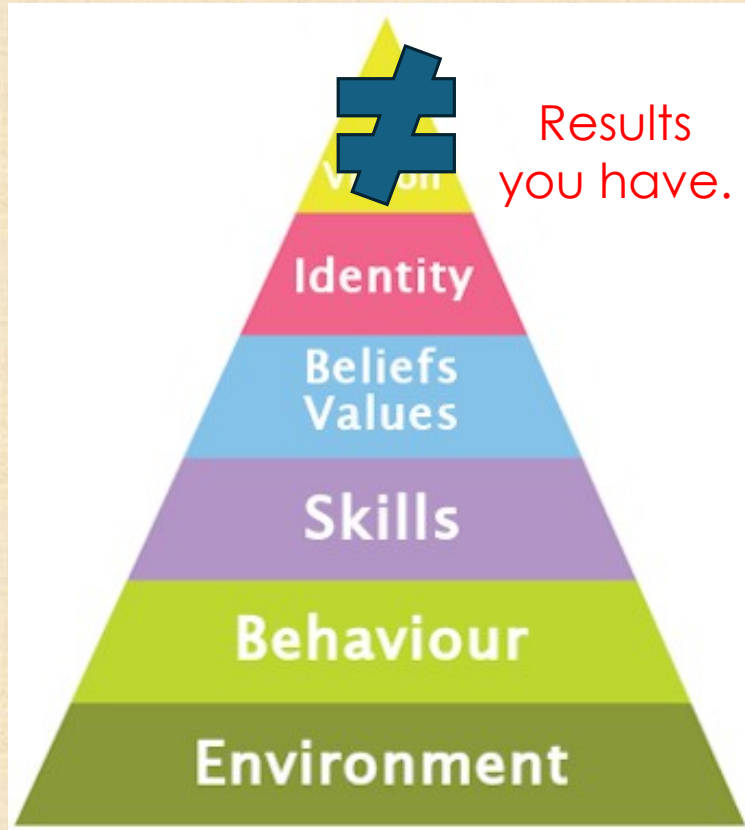 Results
you have.
Identity
Beliefs
Values
Skills
Behaviour
Environment